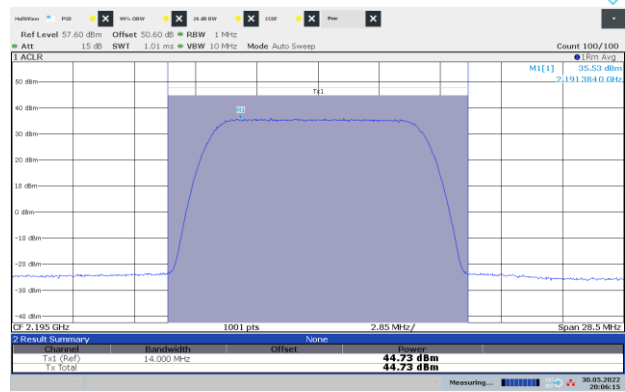 MultiView PSD X 99% OBW X 26 dB BW X CCDF X Pwr X
Ref Level 57.60 dBm Offset 50.60 dB RBW 1 MHz
Att 15 dB SWT 1.01 ms VBW 10 MHz Mode Auto Sweep Count 100/100
1 ACLR 1Rm Avg
M1[1] 35.53 dBm
2.1913840 GHz
Tx1
50 dBm
M1
40 dBm
30 dBm
20 dBm
10 dBm
0 dBm
-10 dBm
-20 dBm
-30 dBm
-40 dBm
CF 2.195 GHz 1001 pts 2.85 MHz/ Span 28.5 MHz
2 Result Summary None
Channel Bandwidth Offset Power
Tx1 (Ref) 14.000 MHz 44.73 dBm
Tx Total 44.73 dBm
Measuring... 30.05.2022
20:06:15